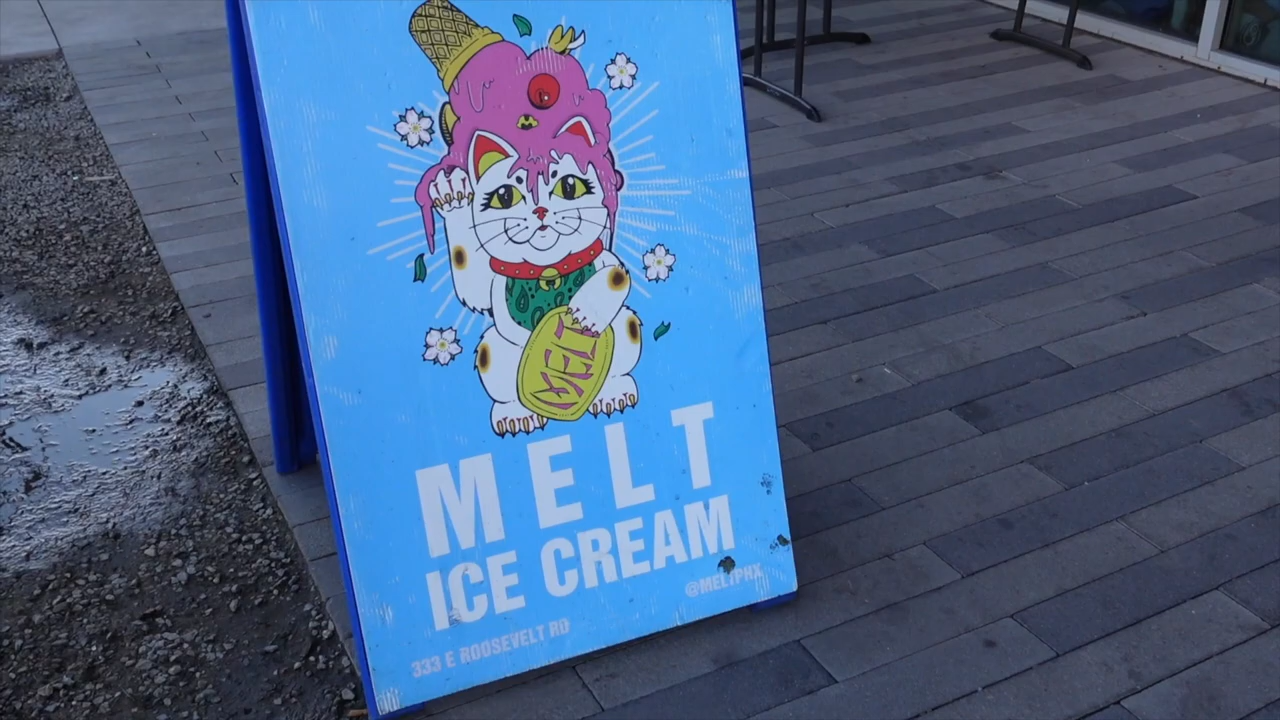 MELT
MELT
ICE CREAM
@MELTPHX
333 E ROOSEVELT RD